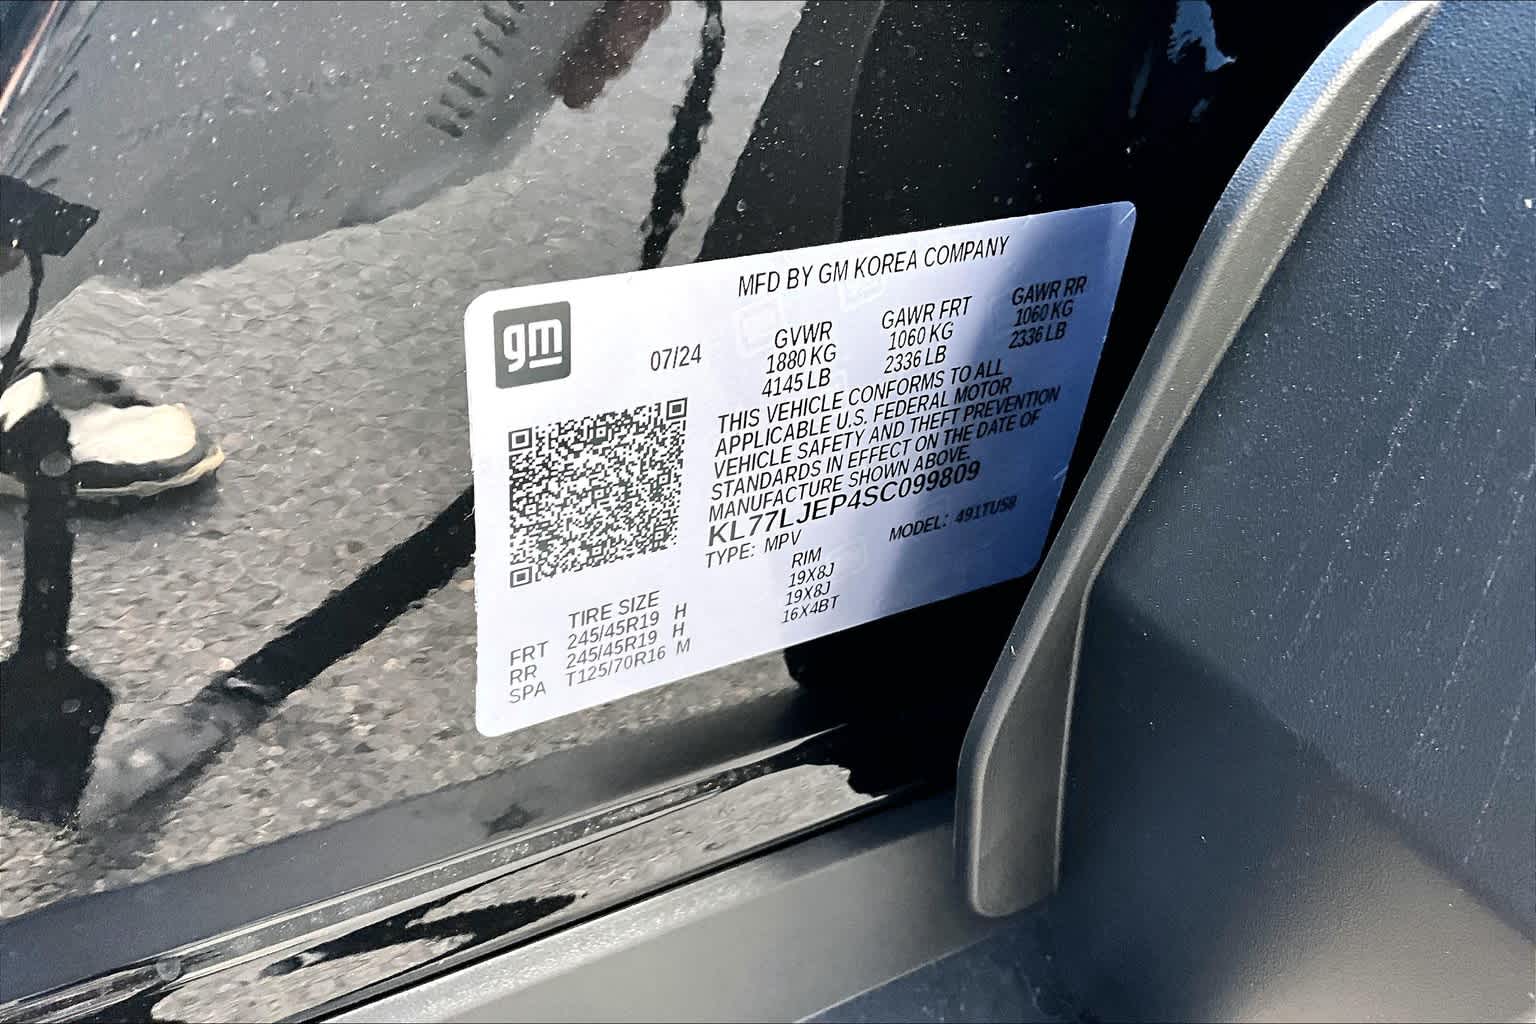 MFD BY GM KOREA COMPANY
gm
07/24
GVWR GAWR FRT GAWR RR
1880 KG 1060 KG 1060 KG
4145 LB 2336 LB 2336 LB
THIS VEHICLE CONFORMS TO ALL
APPLICABLE U.S. FEDERAL MOTOR
VEHICLE SAFETY AND THEFT PREVENTION
STANDARDS IN EFFECT ON THE DATE OF
MANUFACTURE SHOWN ABOVE.
KL77LJEP4SC099809
TYPE: MPV MODEL: 491TUS8
TIRE SIZE RIM
FRT 245/45R19 H 19X8J
RR 245/45R19 H 19X8J
SPA T125/70R16 M 16X4BT